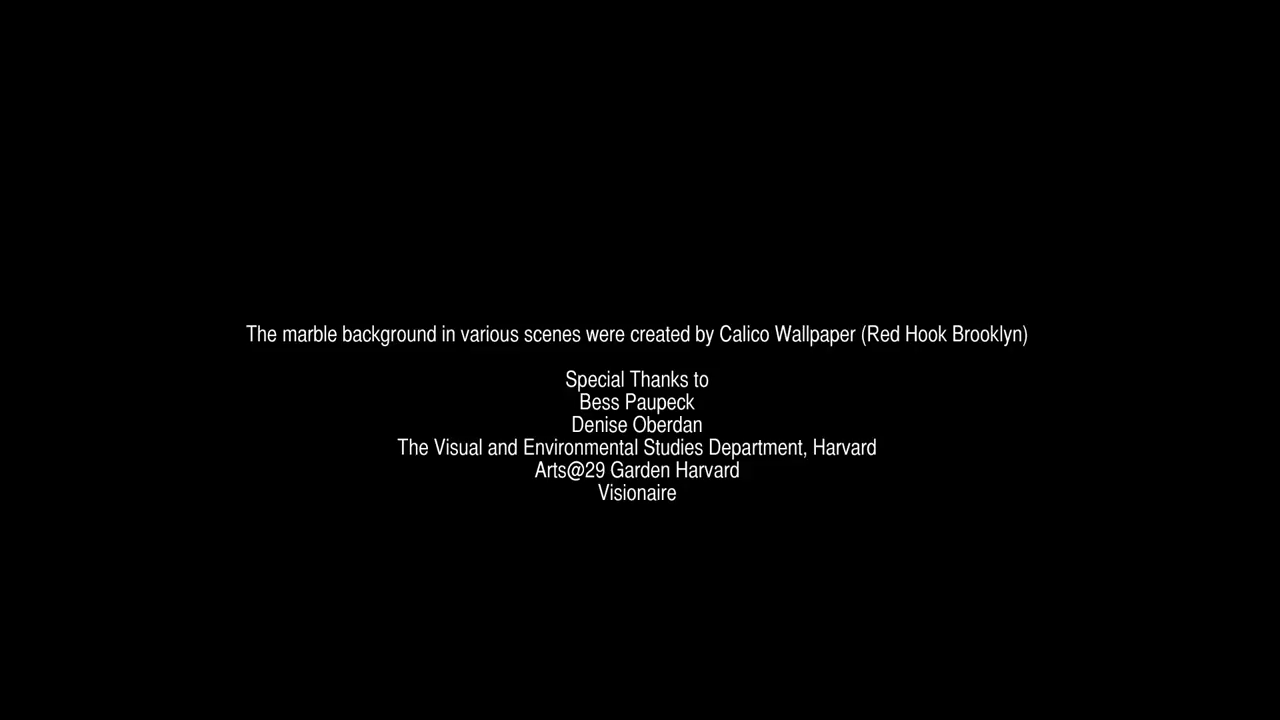 The marble background in various scenes were created by Calico Wallpaper (Red Hook Brooklyn)
Special Thanks to
Bess Paupeck
Denise Oberdan
The Visual and Environmental Studies Department, Harvard
Arts@29 Garden Harvard
Visionaire